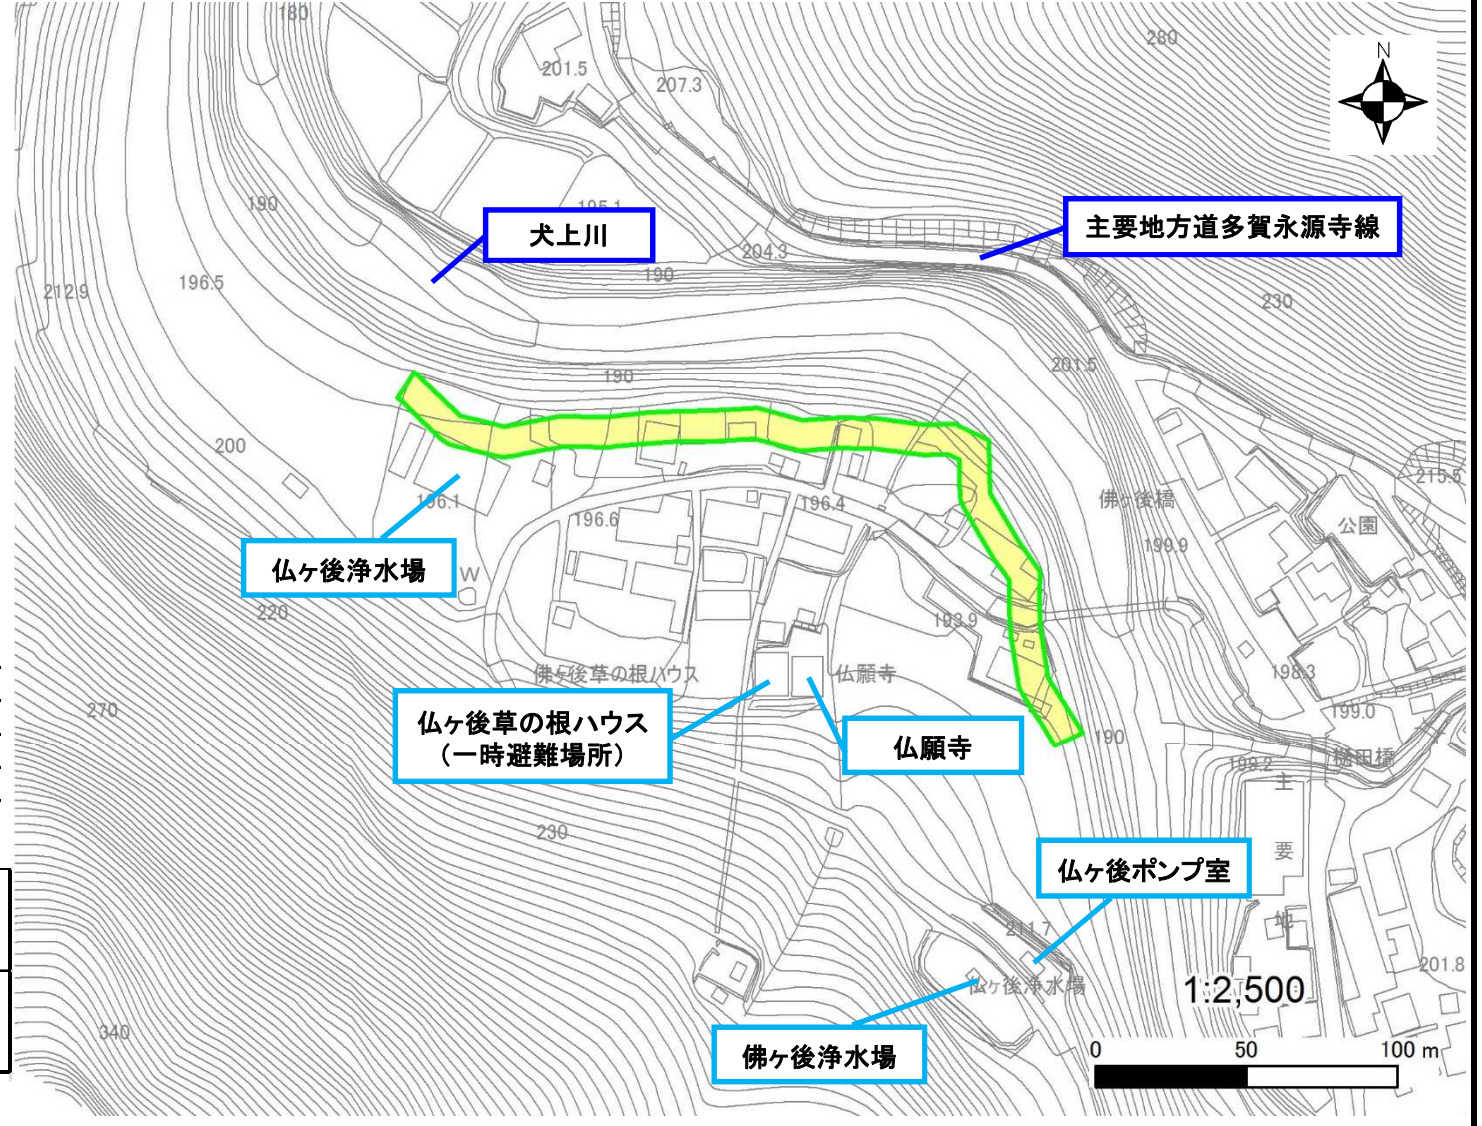 180
280
N
201.5
207.3
190
195.1
犬上川
主要地方道多賀永源寺線
204.3
190
196.5
212.9
230
201.5
190
200
215.5
196.1
196.6
196.4
佛ヶ後橋
公園
199.9
仏ヶ後浄水場
W
220
193.9
佛ヶ後草の根ハウス
仏願寺
198.3
270
仏ヶ後草の根ハウス
（一時避難場所）
仏願寺
199.0
190
199.2
樋田橋
主
要
地
230
仏ヶ後ポンプ室
211.7
201.8
仏ヶ後浄水場
1:2,500
340
佛ヶ後浄水場
0
50
100 m